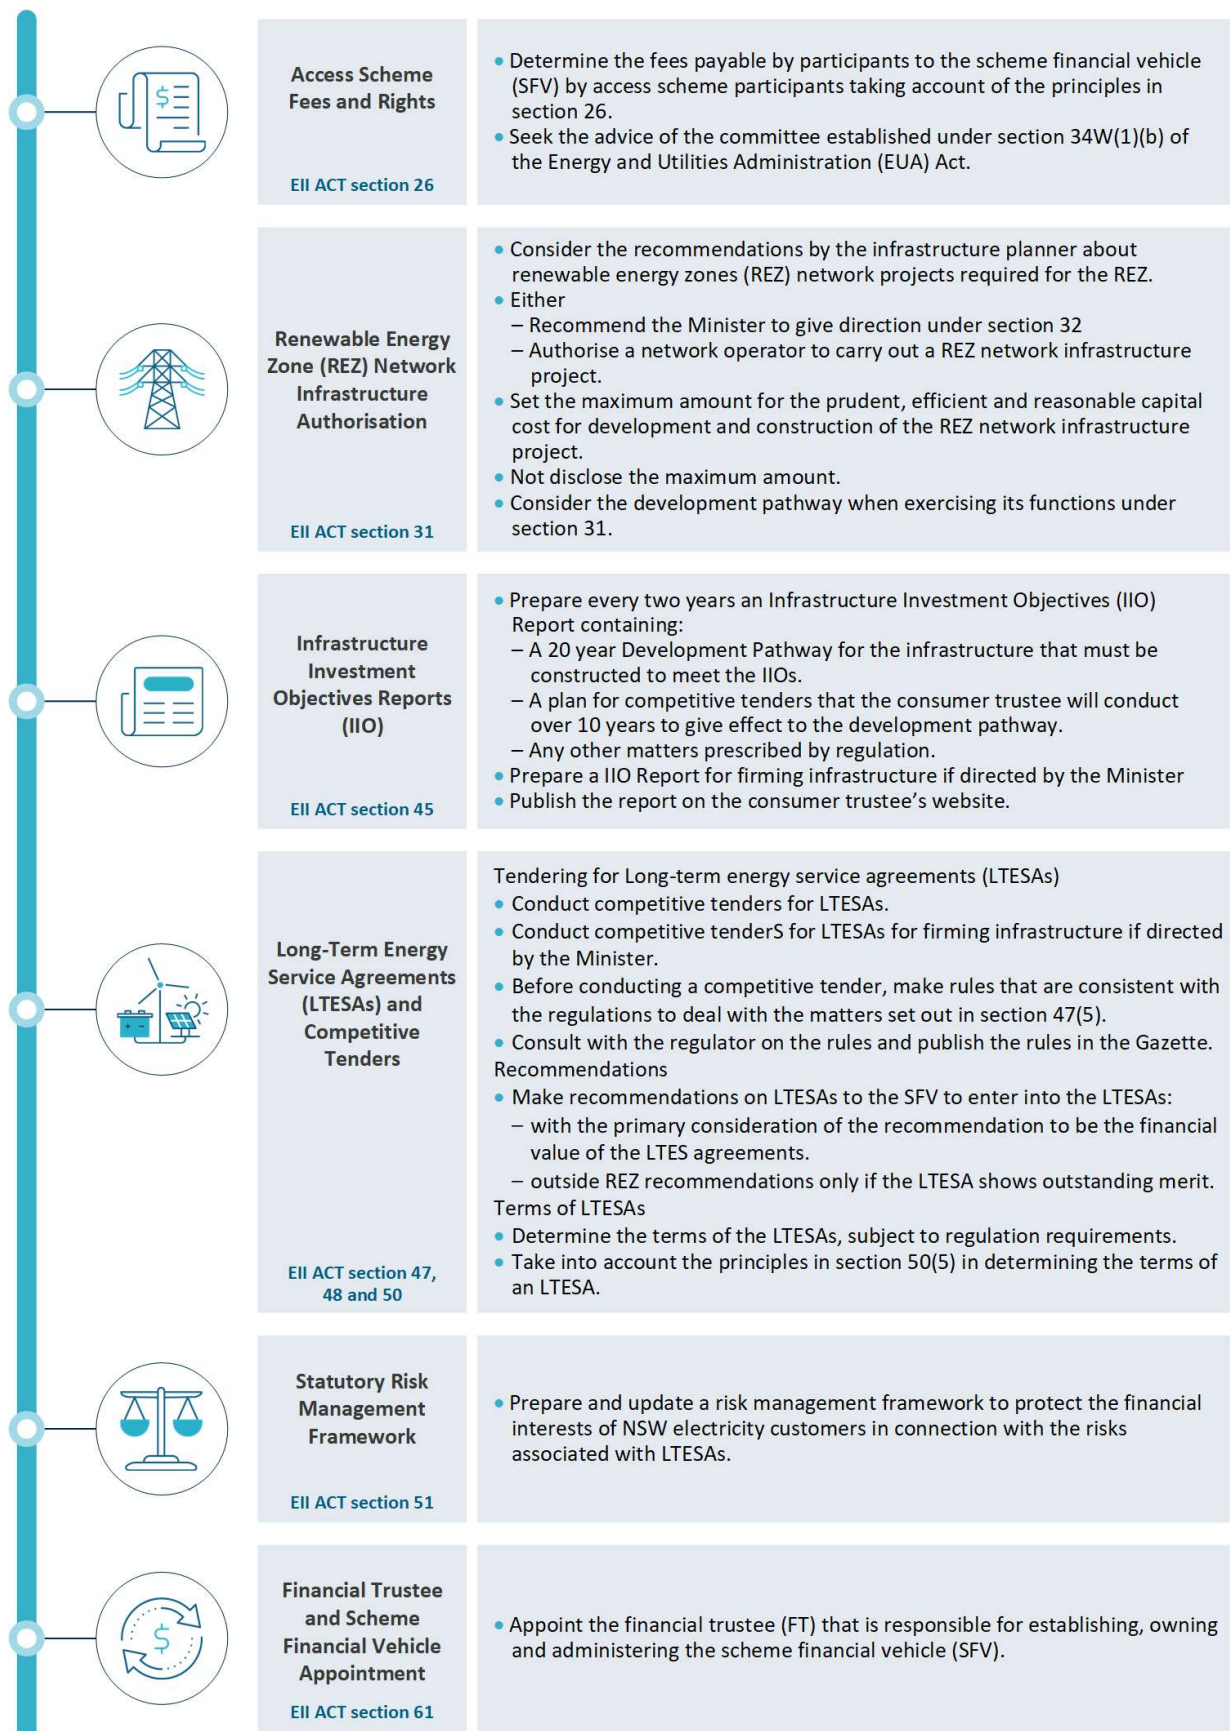 Access Scheme
Fees and Rights
EII ACT section 26
• Determine the fees payable by participants to the scheme financial vehicle
(SFV) by access scheme participants taking account of the principles in
section 26.
• Seek the advice of the committee established under section 34W(1)(b) of
the Energy and Utilities Administration (EUA) Act.
Renewable Energy
Zone (REZ) Network
Infrastructure
Authorisation
EII ACT section 31
• Consider the recommendations by the infrastructure planner about
renewable energy zones (REZ) network projects required for the REZ.
• Either
– Recommend the Minister to give direction under section 32
– Authorise a network operator to carry out a REZ network infrastructure
project.
• Set the maximum amount for the prudent, efficient and reasonable capital
cost for development and construction of the REZ network infrastructure
project.
• Not disclose the maximum amount.
• Consider the development pathway when exercising its functions under
section 31.
Infrastructure
Investment
Objectives Reports
(IIO)
EII ACT section 45
• Prepare every two years an Infrastructure Investment Objectives (IIO)
Report containing:
– A 20 year Development Pathway for the infrastructure that must be
constructed to meet the IIOs.
– A plan for competitive tenders that the consumer trustee will conduct
over 10 years to give effect to the development pathway.
– Any other matters prescribed by regulation.
• Prepare a IIO Report for firming infrastructure if directed by the Minister
• Publish the report on the consumer trustee’s website.
Long-Term Energy
Service Agreements
(LTESAs) and
Competitive
Tenders
EII ACT section 47,
48 and 50
Tendering for Long-term energy service agreements (LTESAs)
• Conduct competitive tenders for LTESAs.
• Conduct competitive tenderS for LTESAs for firming infrastructure if directed
by the Minister.
• Before conducting a competitive tender, make rules that are consistent with
the regulations to deal with the matters set out in section 47(5).
• Consult with the regulator on the rules and publish the rules in the Gazette.
Recommendations
• Make recommendations on LTESAs to the SFV to enter into the LTESAs:
– with the primary consideration of the recommendation to be the financial
value of the LTES agreements.
– outside REZ recommendations only if the LTESA shows outstanding merit.
Terms of LTESAs
• Determine the terms of the LTESAs, subject to regulation requirements.
• Take into account the principles in section 50(5) in determining the terms of
an LTESA.
Statutory Risk
Management
Framework
EII ACT section 51
• Prepare and update a risk management framework to protect the financial
interests of NSW electricity customers in connection with the risks
associated with LTESAs.
Financial Trustee
and Scheme
Financial Vehicle
Appointment
EII ACT section 61
• Appoint the financial trustee (FT) that is responsible for establishing, owning
and administering the scheme financial vehicle (SFV).